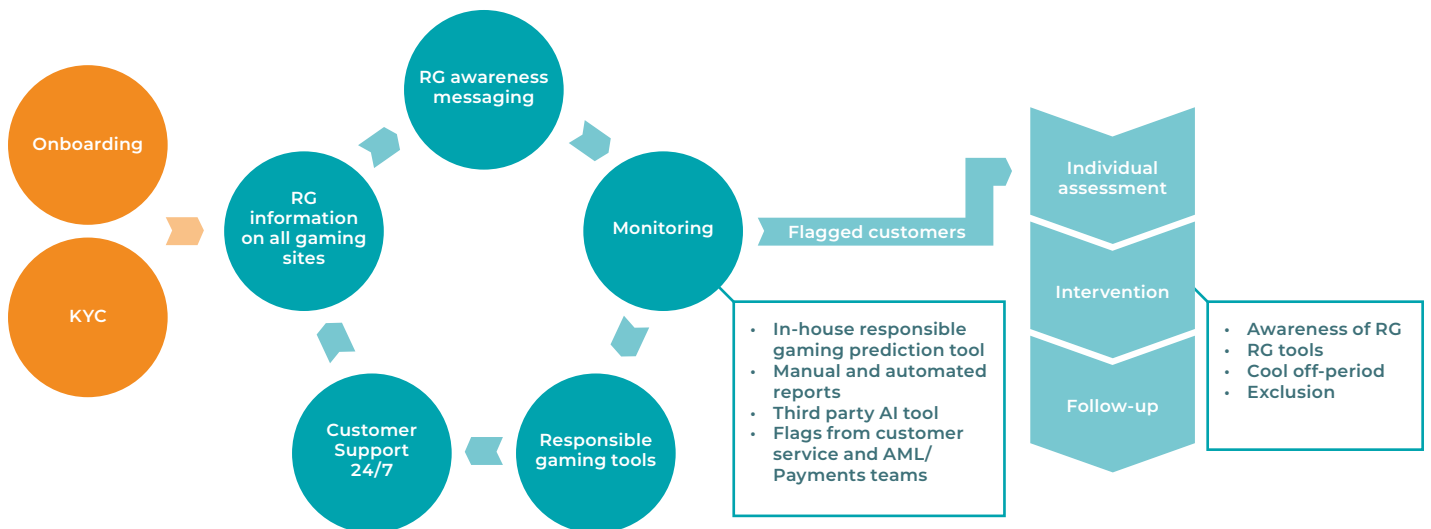 Onboarding
KYC
RG
information
on all gaming
sites
RG awareness
messaging
Monitoring
Responsible
gaming tools
Customer
Support
24/7
Flagged customers
• In-house responsible
gaming prediction tool
• Manual and automated
reports
• Third party AI tool
• Flags from customer
service and AML/
Payments teams
Individual
assessment
Intervention
Follow-up
• Awareness of RG
• RG tools
• Cool off-period
• Exclusion